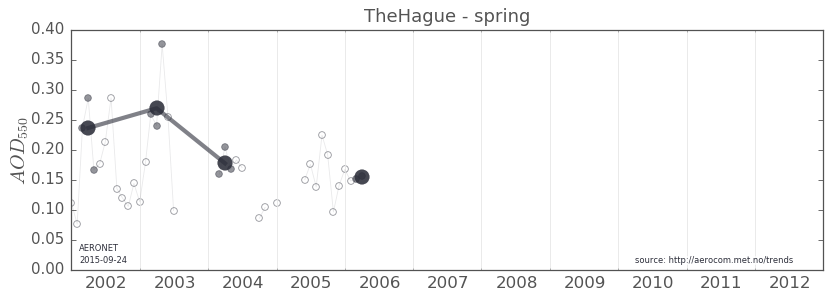 TheHague - spring
0.40
0.35
0.30
0.25
0.20
0.15
0.10
0.05
0.00
AOD550
AERONET
2015-09-24
source: http://aerocom.met.no/trends
2002 2003 2004 2005 2006 2007 2008 2009 2010 2011 2012